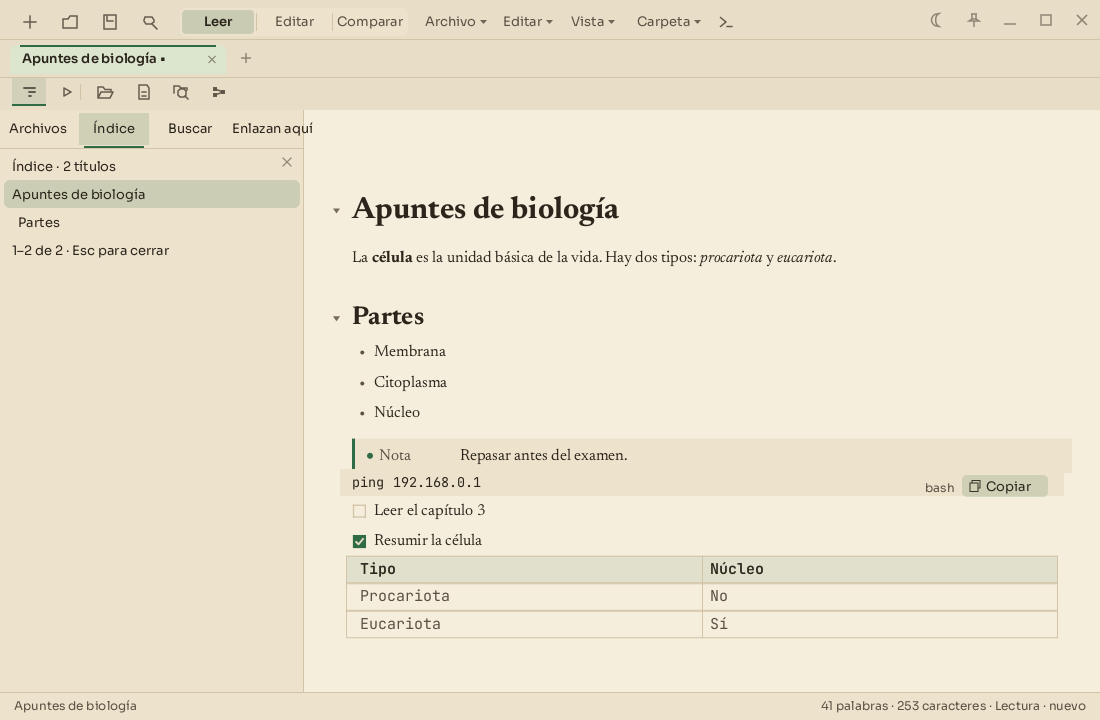 Leer Editar Comparar Archivo Editar Vista Carpeta
Apuntes de biología •
Archivos Índice Buscar Enlazan aquí
Índice · 2 títulos
Apuntes de biología
Partes
1–2 de 2 · Esc para cerrar
Apuntes de biología
La célula es la unidad básica de la vida. Hay dos tipos: procariota y eucariota.
Partes
• Membrana
• Citoplasma
• Núcleo
● Nota Repasar antes del examen.
ping 192.168.0.1
bash Copiar
Leer el capítulo 3
Resumir la célula
Tipo Núcleo
Procariota No
Eucariota Sí
Apuntes de biología 41 palabras · 253 caracteres · Lectura · nuevo